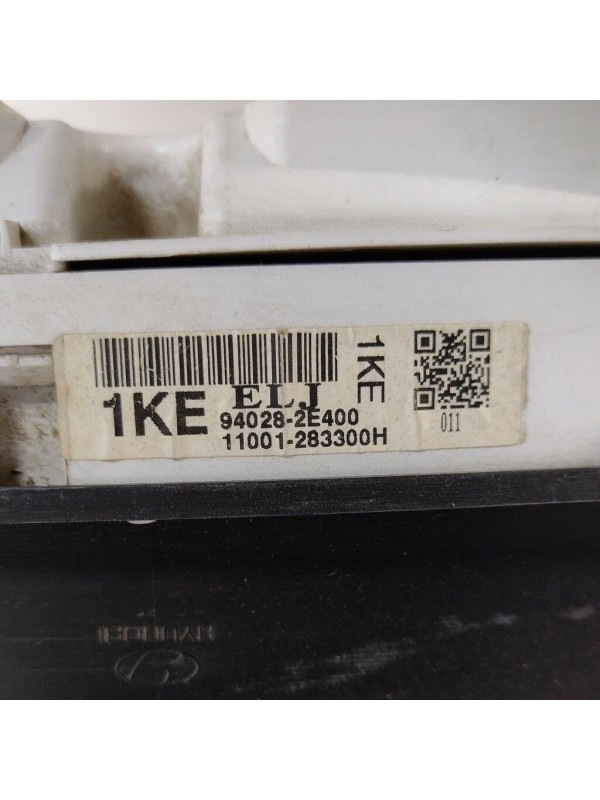 1KE
ELJ
94028-2E400
11001-283300H
1KE
011
HYUNDAI